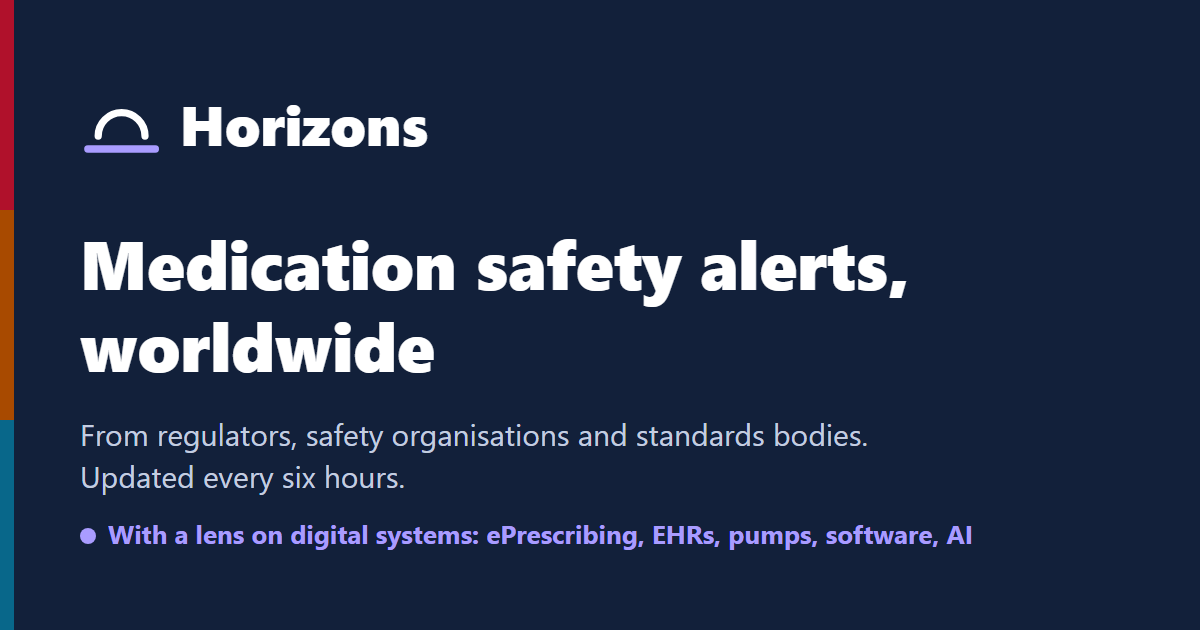 Horizons
Medication safety alerts,
worldwide
From regulators, safety organisations and standards bodies.
Updated every six hours.
With a lens on digital systems: ePrescribing, EHRs, pumps, software, AI